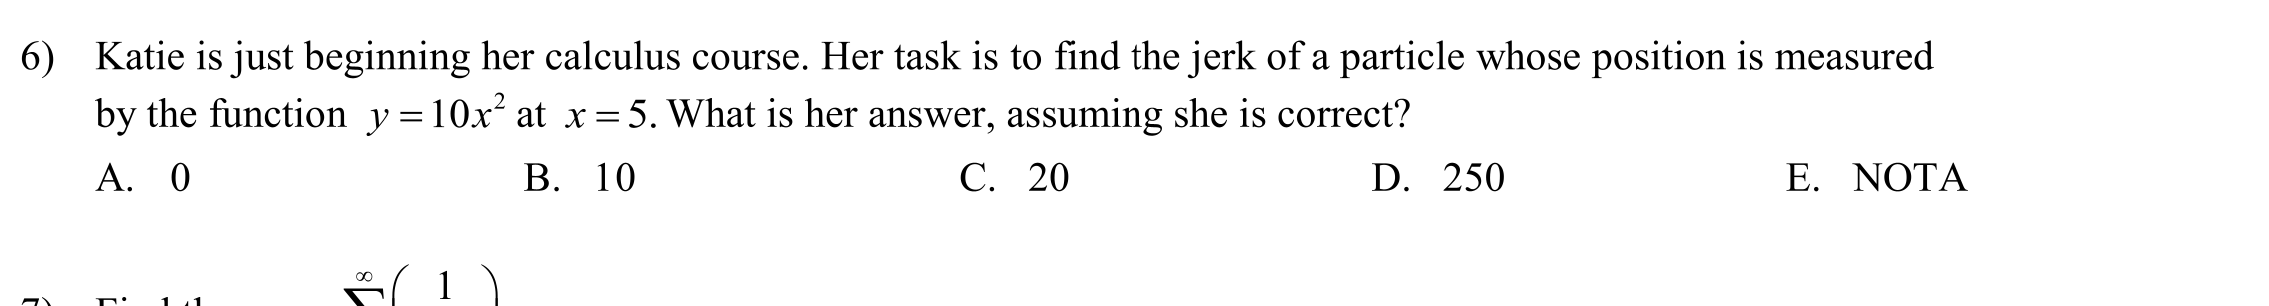 6) Katie is just beginning her calculus course. Her task is to find the jerk of a particle whose position is measured
by the function y = 10x² at x = 5. What is her answer, assuming she is correct?
A. 0 B. 10 C. 20 D. 250 E. NOTA
∞ ( 1 )